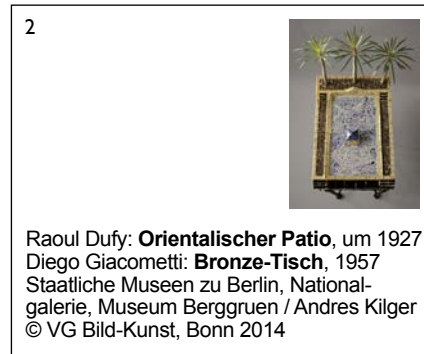 2
Raoul Dufy: Orientalischer Patio, um 1927
Diego Giacometti: Bronze-Tisch, 1957
Staatliche Museen zu Berlin, National-
galerie, Museum Berggruen / Andres Kilger
© VG Bild-Kunst, Bonn 2014